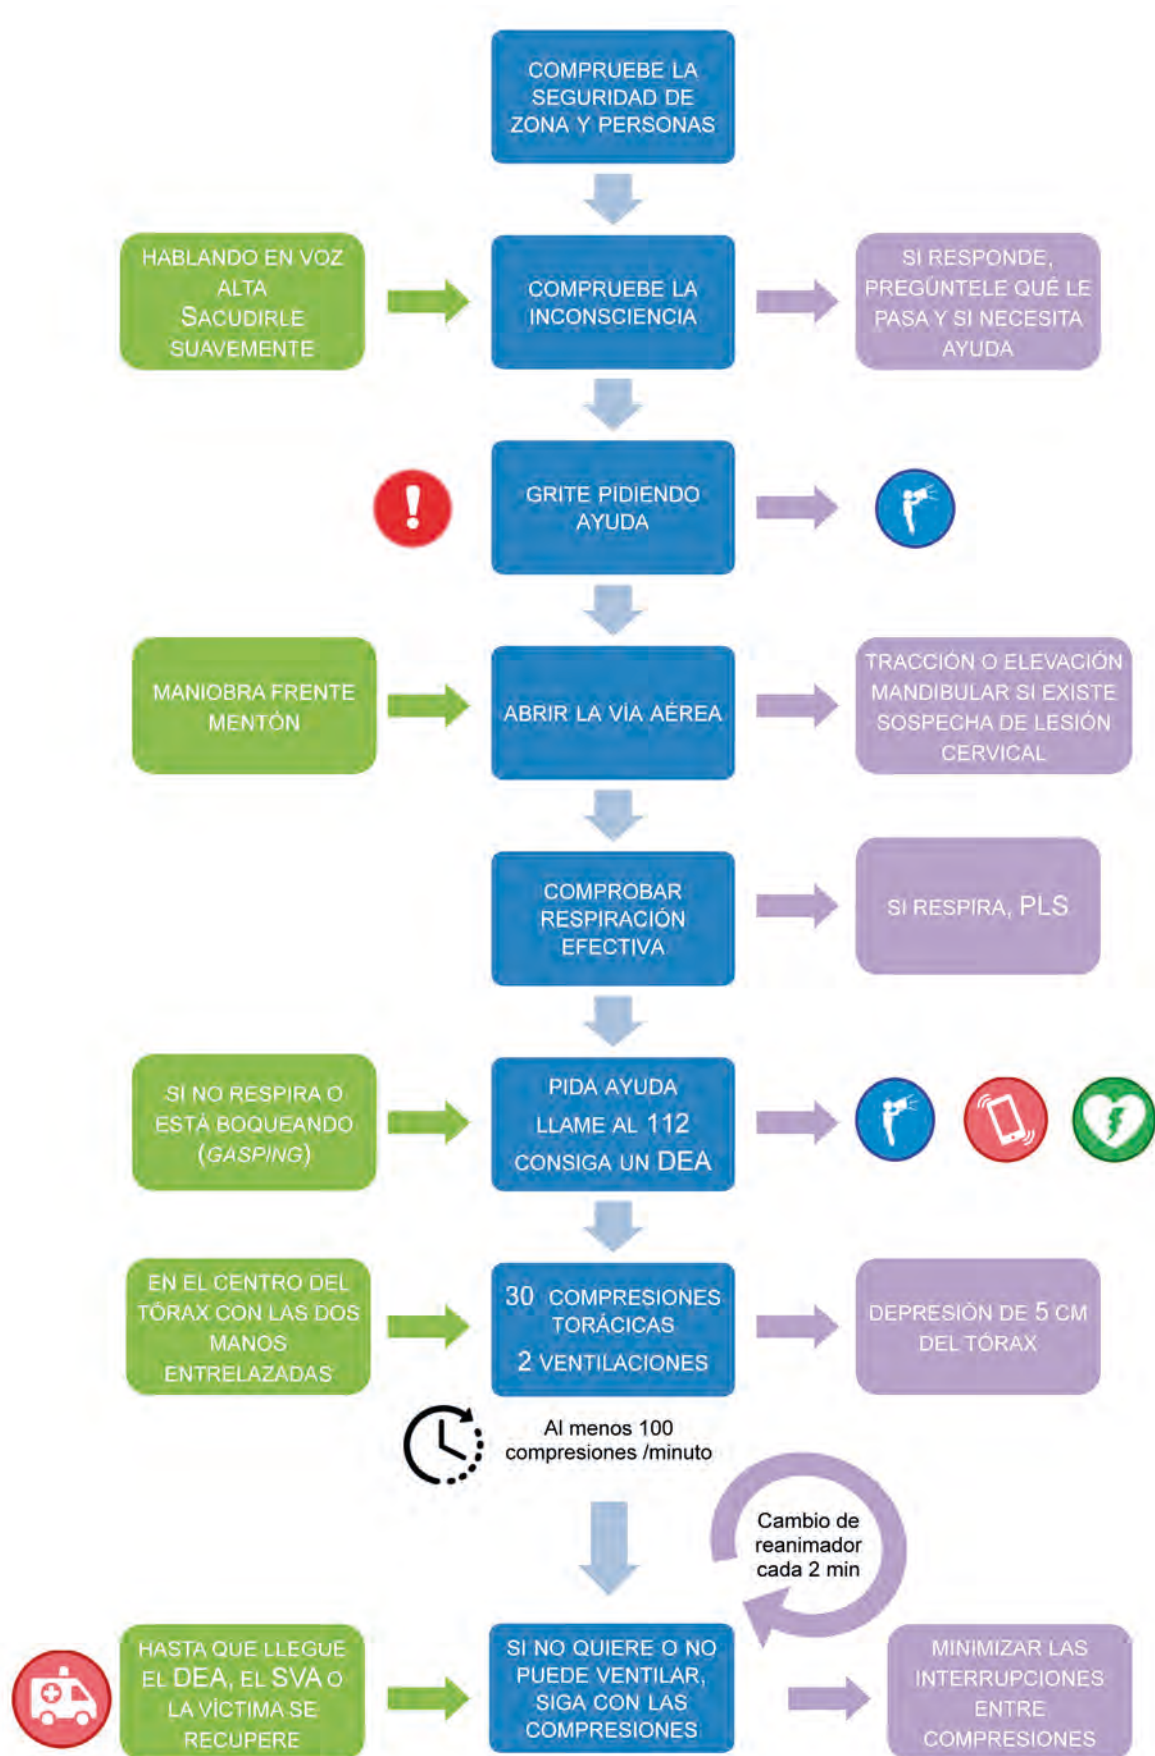 COMPRUEBE LA
SEGURIDAD DE
ZONA Y PERSONAS
HABLANDO EN VOZ
ALTA
SACUDIRLE
SUAVEMENTE
COMPRUEBE LA
INCONSCIENCIA
SI RESPONDE,
PREGÚNTELE QUÉ LE
PASA Y SI NECESITA
AYUDA
GRITE PIDIENDO
AYUDA
MANIOBRA FRENTE
MENTÓN
ABRIR LA VÍA AÉREA
TRACCIÓN O ELEVACIÓN
MANDIBULAR SI EXISTE
SOSPECHA DE LESIÓN
CERVICAL
COMPROBAR
RESPIRACIÓN
EFECTIVA
SI RESPIRA, PLS
SI NO RESPIRA O
ESTÁ BOQUEANDO
(GASPING)
PIDA AYUDA
LLAME AL 112
CONSIGA UN DEA
EN EL CENTRO DEL
TÓRAX CON LAS DOS
MANOS
ENTRELAZADAS
30 COMPRESIONES
TORÁCICAS
2 VENTILACIONES
DEPRESIÓN DE 5 CM
DEL TÓRAX
Al menos 100
compresiones /minuto
Cambio de
reanimador
cada 2 min
HASTA QUE LLEGUE
EL DEA, EL SVA O
LA VÍCTIMA SE
RECUPERE
SI NO QUIERE O NO
PUEDE VENTILAR,
SIGA CON LAS
COMPRESIONES
MINIMIZAR LAS
INTERRUPCIONES
ENTRE
COMPRESIONES